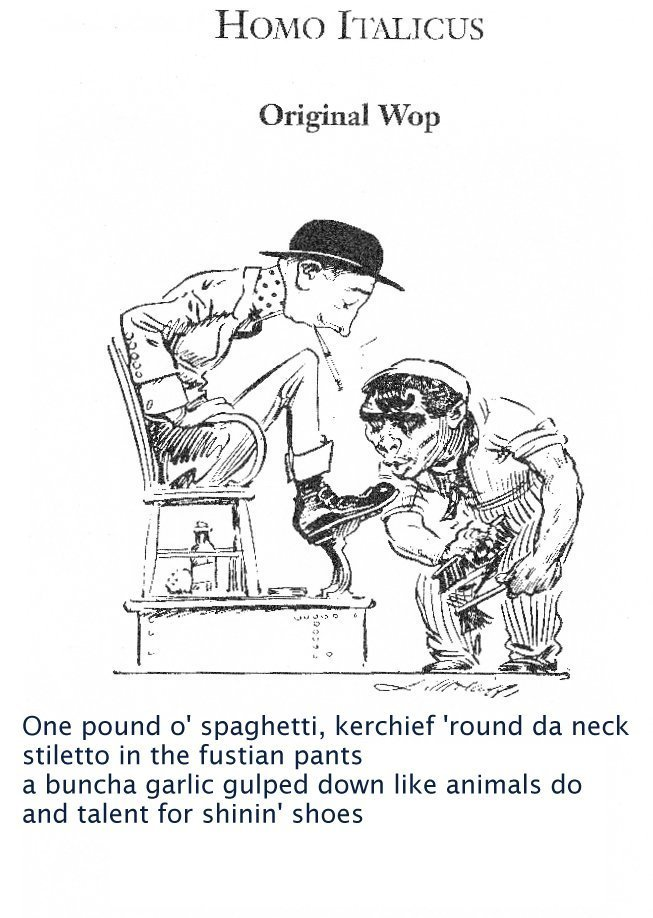 HOMO ITALICUS
Original Wop
One pound o' spaghetti, kerchief 'round da neck
stiletto in the fustian pants
a buncha garlic gulped down like animals do
and talent for shinin' shoes